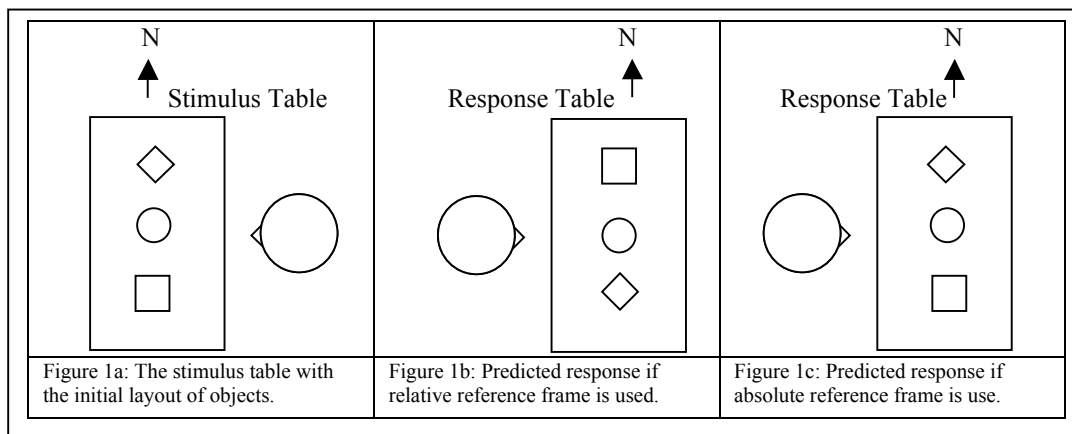 N
Stimulus Table
Figure 1a: The stimulus table with
the initial layout of objects.
N
Response Table
Figure 1b: Predicted response if
relative reference frame is used.
N
Response Table
Figure 1c: Predicted response if
absolute reference frame is use.